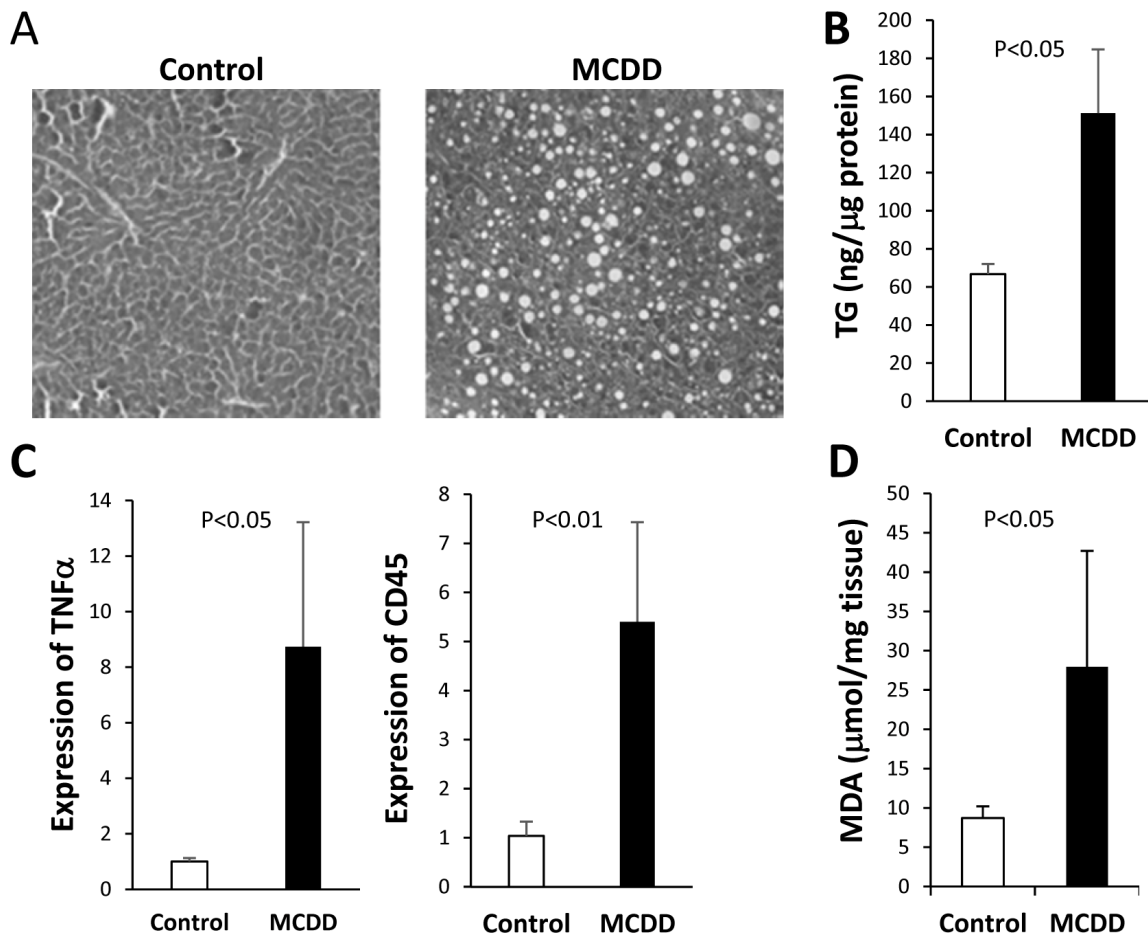 A
Control
MCDD
B
TG (ng/μg protein)
200
180
160
140
120
100
80
60
40
20
0
P<0.05
Control MCDD
C
Expression of TNFα
14
12
10
8
6
4
2
0
P<0.05
Control MCDD
Expression of CD45
8
7
6
5
4
3
2
1
0
P<0.01
Control MCDD
D
MDA (μmol/mg tissue)
50
45
40
35
30
25
20
15
10
5
0
P<0.05
Control MCDD